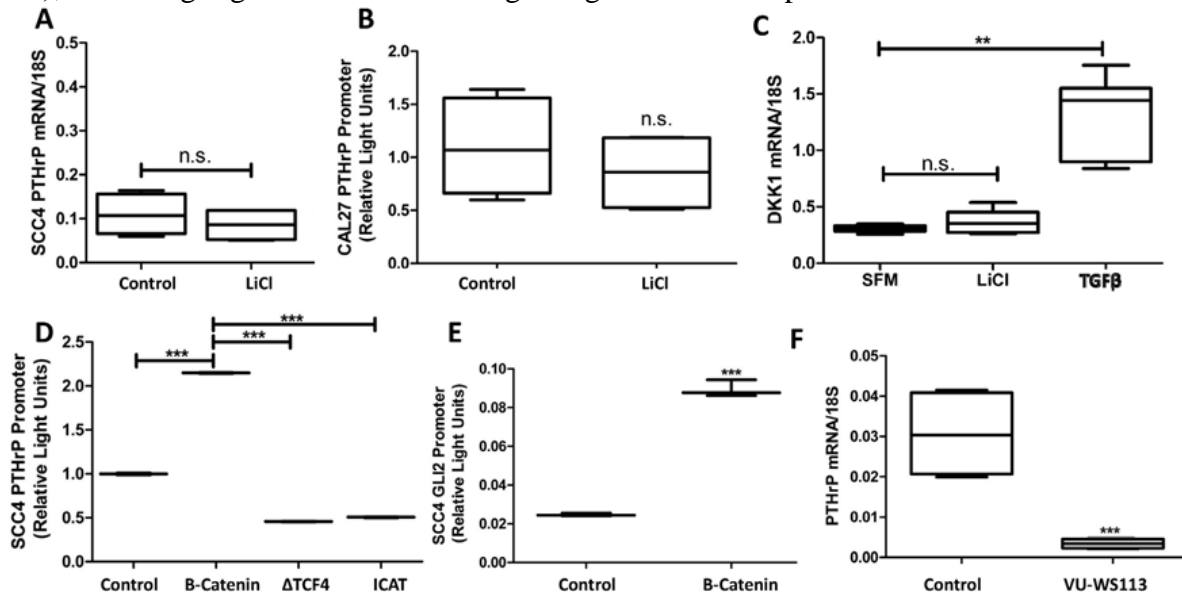 A
SCC4 PTHrP mRNA/18S
0.5
0.4
0.3
0.2
0.1
0.0
n.s.
Control
LiCl
B
CAL27 PTHrP Promoter
(Relative Light Units)
2.0
1.5
1.0
0.5
0.0
n.s.
Control
LiCl
C
DKK1 mRNA/18S
2.0
1.5
1.0
0.5
0.0
**
n.s.
SFM
LiCl
TGFβ
D
SCC4 PTHrP Promoter
(Relative Light Units)
2.5
2.0
1.5
1.0
0.5
0.0
***
***
***
Control
B-Catenin
ΔTCF4
ICAT
E
SCC4 GLI2 Promoter
(Relative Light Units)
0.10
0.08
0.06
0.04
0.02
0.00
***
Control
B-Catenin
F
PTHrP mRNA/18S
0.05
0.04
0.03
0.02
0.01
0.00
***
Control
VU-WS113